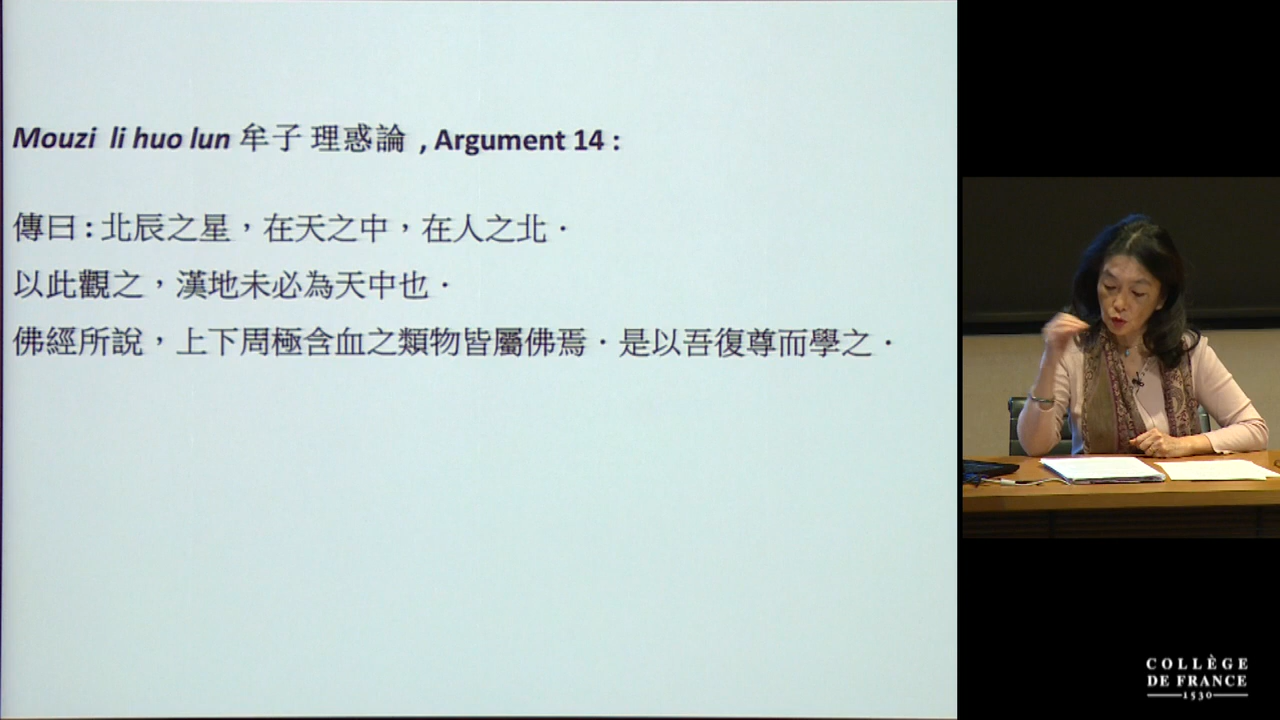 Mouzi li huo lun 牟子 理惑論 , Argument 14 :
傳曰 : 北辰之星，在天之中，在人之北．
以此觀之，漢地未必為天中也．
佛經所說，上下周極含血之類物皆屬佛焉．是以吾復尊而學之．
COLLÈGE
DE FRANCE
1530